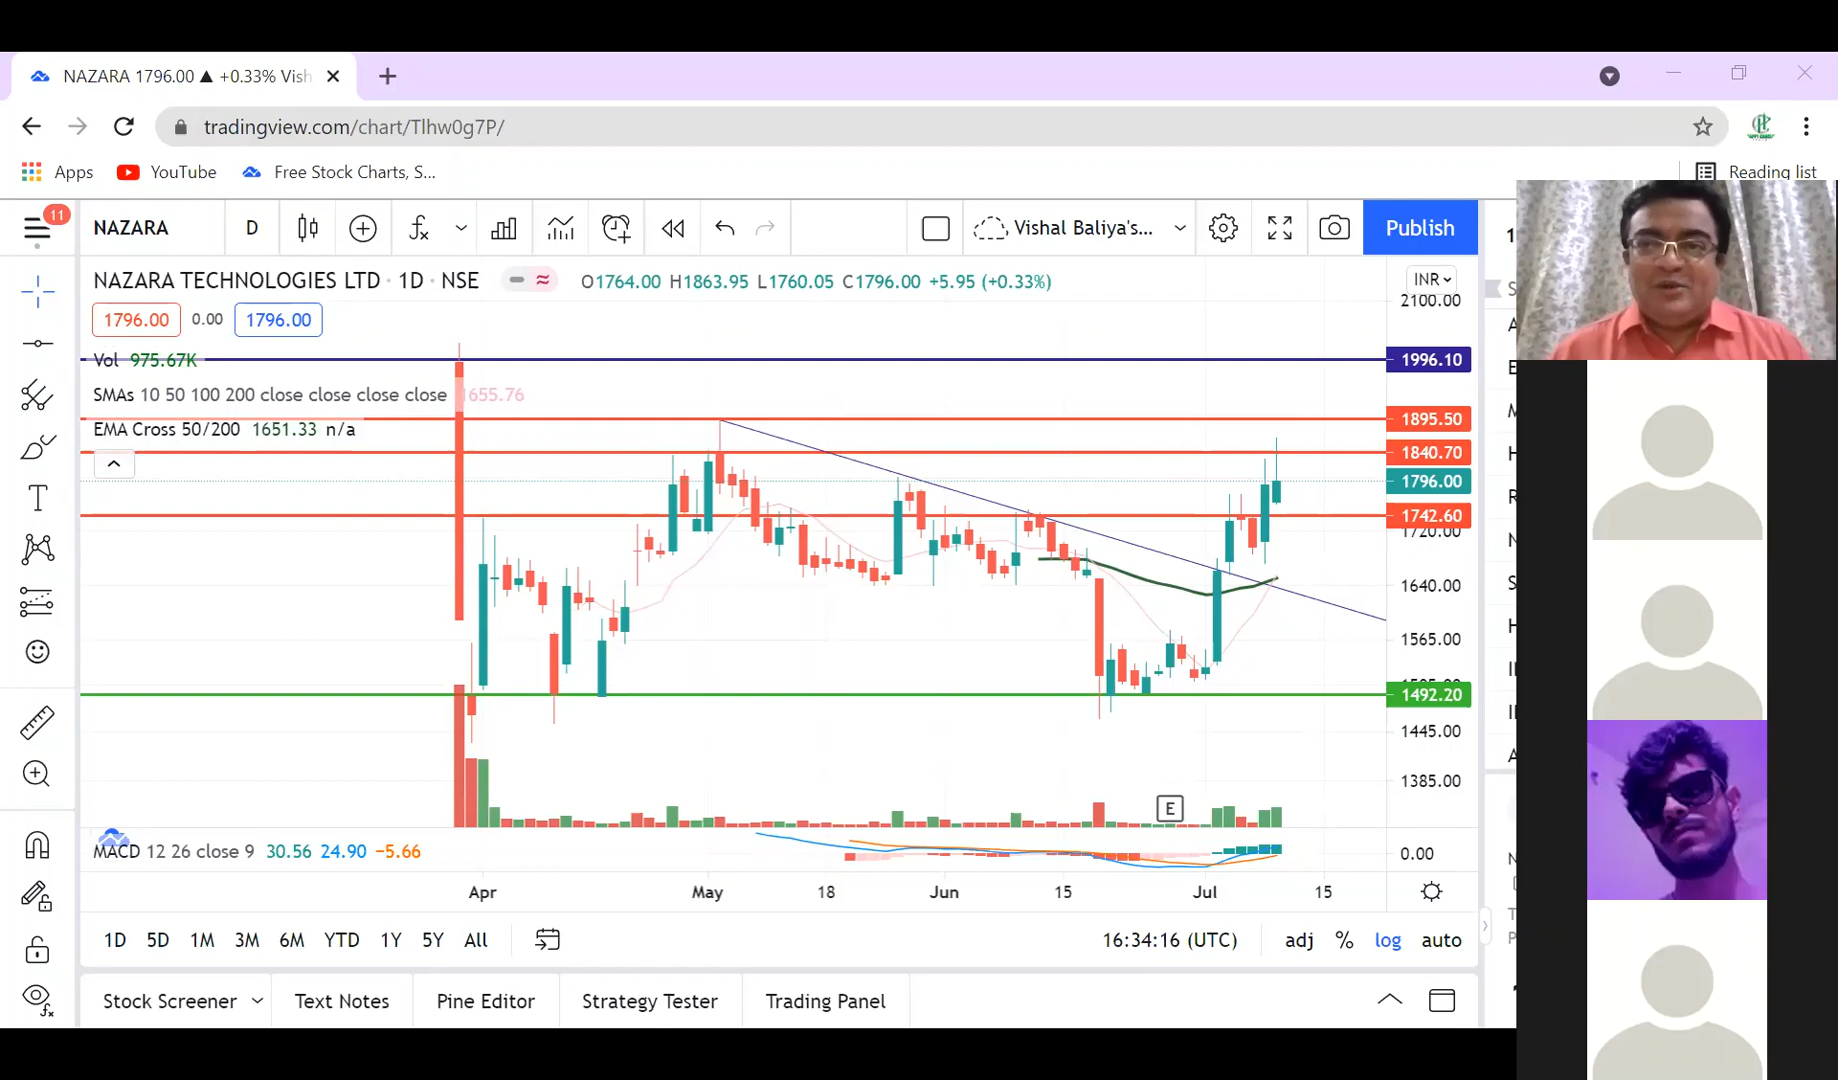 NAZARA 1796.00 ▲ +0.33% Vish
tradingview.com/chart/Tlhw0g7P/
Apps YouTube Free Stock Charts, S... Reading list
11 NAZARA D Vishal Baliya's... Publish
NAZARA TECHNOLOGIES LTD · 1D · NSE O1764.00 H1863.95 L1760.05 C1796.00 +5.95 (+0.33%) INR
2100.00
1796.00 0.00 1796.00
Vol 975.67K 1996.10
SMAs 10 50 100 200 close close close close 1655.76
1895.50
EMA Cross 50/200 1651.33 n/a
1840.70
1796.00
1742.60
1720.00
1640.00
1565.00
1492.20
1445.00
1385.00
E
MACD 12 26 close 9 30.56 24.90 −5.66 0.00
Apr May 18 Jun 15 Jul 15
1D 5D 1M 3M 6M YTD 1Y 5Y All 16:34:16 (UTC) adj % log auto
Stock Screener Text Notes Pine Editor Strategy Tester Trading Panel